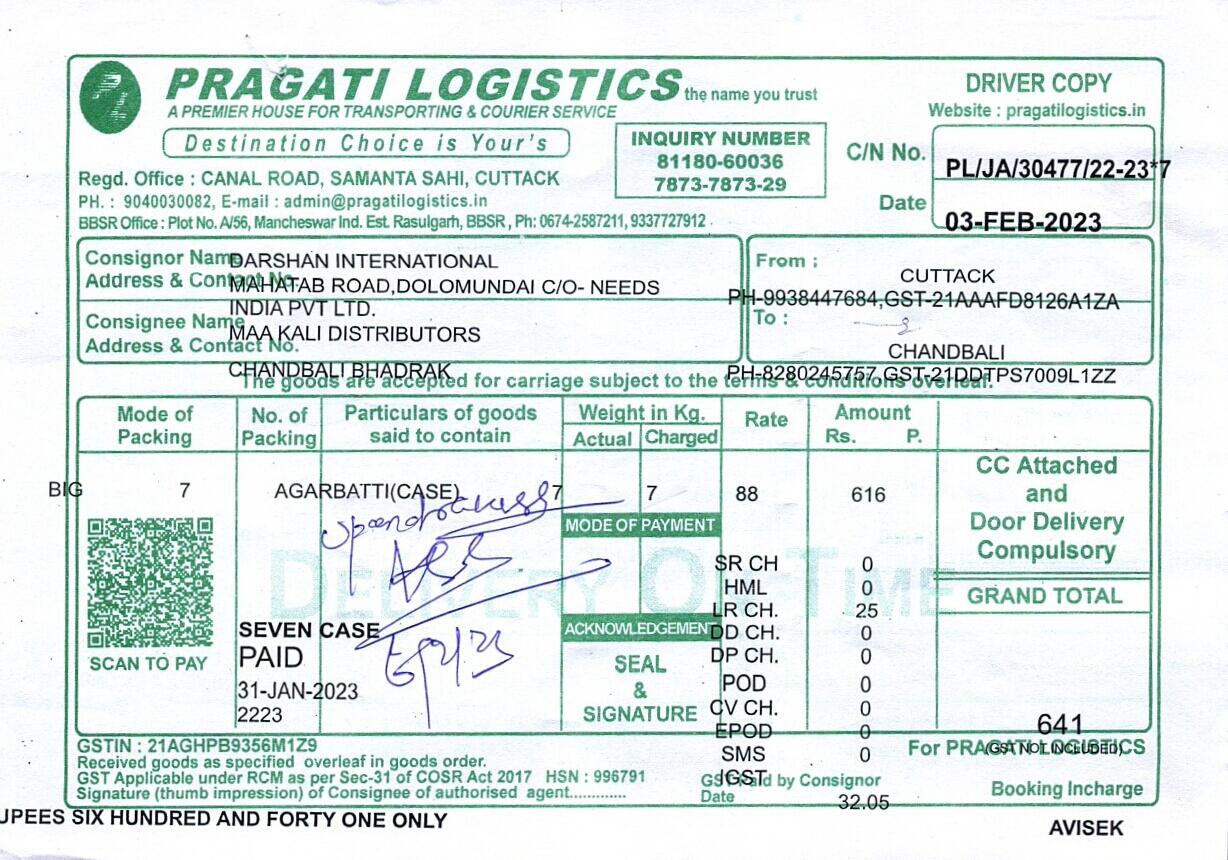 PRAGATI LOGISTICS the name you trust
A PREMIER HOUSE FOR TRANSPORTING & COURIER SERVICE
Destination Choice is Your's
INQUIRY NUMBER
81180-60036
7873-7873-29
DRIVER COPY
Website : pragatilogistics.in
C/N No. PL/JA/30477/22-23*7
Date 03-FEB-2023
Regd. Office : CANAL ROAD, SAMANTA SAHI, CUTTACK
PH. : 9040030082, E-mail : admin@pragatilogistics.in
BBSR Office : Plot No. A/56, Mancheswar Ind. Est. Rasulgarh, BBSR , Ph: 0674-2587211, 9337727912
Consignor Name DARSHAN INTERNATIONAL
Address & Contact No. MAHATAB ROAD,DOLOMUNDAI C/O- NEEDS
INDIA PVT LTD.
Consignee Name MAA KALI DISTRIBUTORS
Address & Contact No.
CHANDBALI BHADRAK
From :
CUTTACK
PH-9938447684,GST-21AAAFD8126A1ZA
To :
CHANDBALI
PH-8280245757,GST-21DDTPS7009L1ZZ
The goods are accepted for carriage subject to the terms & conditions overleaf.
Mode of Packing No. of Packing Particulars of goods said to contain Weight in Kg. Actual Charged Rate Amount Rs. P.
BIG 7 AGARBATTI(CASE) 7 7 88 616
CC Attached
and
Door Delivery
Compulsory
GRAND TOTAL
MODE OF PAYMENT
DELIVERY ON TIME
SR CH 0
HML 0
LR CH. 25
DD CH. 0
DP CH. 0
POD 0
CV CH. 0
EPOD 0
SMS 0
IGST 32.05
ACKNOWLEDGEMENT
SEAL
&
SIGNATURE
SCAN TO PAY
SEVEN CASE
PAID
31-JAN-2023
2223
641
(GST NOT INCLUDED)
For PRAGATI LOGISTICS
GSTIN : 21AGHPB9356M1Z9
Received goods as specified overleaf in goods order.
GST Applicable under RCM as per Sec-31 of COSR Act 2017 HSN : 996791
Signature (thumb impression) of Consignee of authorised agent.............
GST Paid by Consignor
Date
Booking Incharge
UPEES SIX HUNDRED AND FORTY ONE ONLY
AVISEK